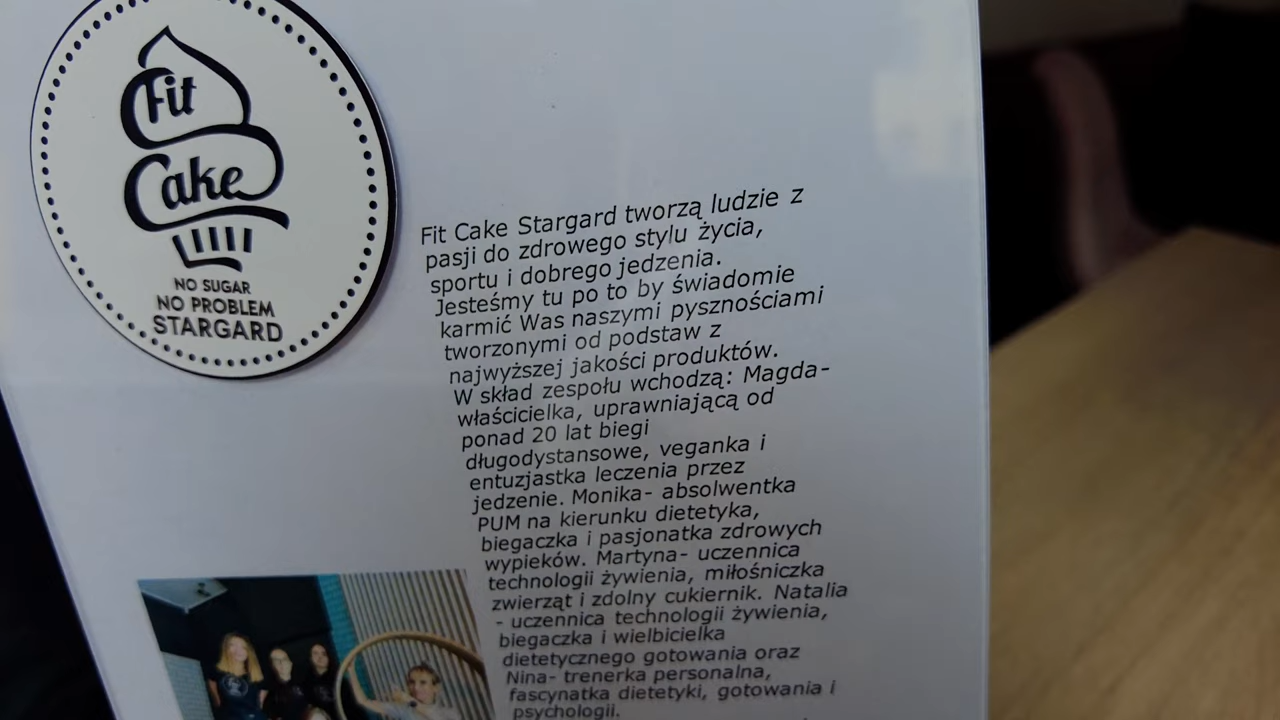 Fit
Cake
NO SUGAR
NO PROBLEM
STARGARD
Fit Cake Stargard tworzą ludzie z
pasji do zdrowego stylu życia,
sportu i dobrego jedzenia.
Jesteśmy tu po to by świadomie
karmić Was naszymi pysznościami
tworzonymi od podstaw z
najwyższej jakości produktów.
W skład zespołu wchodzą: Magda-
właścicielka, uprawniającą od
ponad 20 lat biegi
długodystansowe, veganka i
entuzjastka leczenia przez
jedzenie. Monika- absolwentka
PUM na kierunku dietetyka,
biegaczka i pasjonatka zdrowych
wypieków. Martyna- uczennica
technologii żywienia, miłośniczka
zwierząt i zdolny cukiernik. Natalia
- uczennica technologii żywienia,
biegaczka i wielbicielka
dietetycznego gotowania oraz
Nina- trenerka personalna,
fascynatka dietetyki, gotowania i
psychologii.